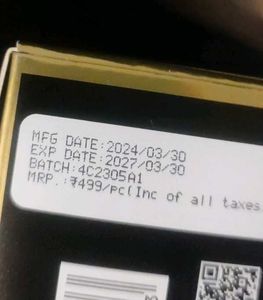 MFG DATE:2024/03/30
EXP DATE:2027/03/30
BATCH:4C2305A1
MRP.:₹499/pc(Inc of all taxes